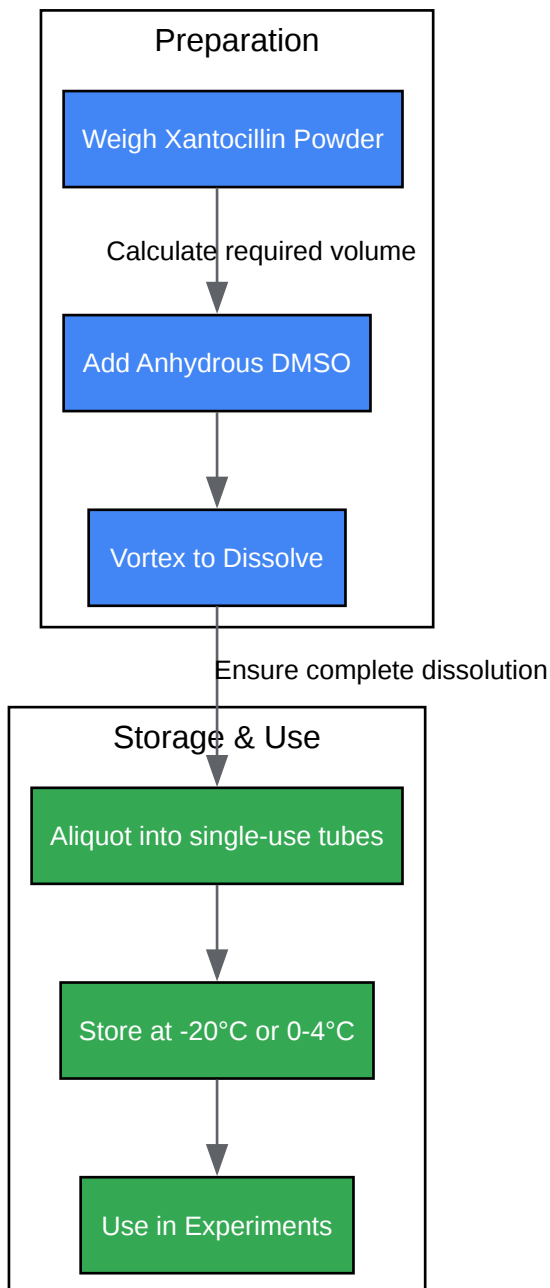 Preparation
Weigh Xantocillin Powder
Calculate required volume
Add Anhydrous DMSO
Vortex to Dissolve
Ensure complete dissolution
Storage & Use
Aliquot into single-use tubes
Store at -20°C or 0-4°C
Use in Experiments